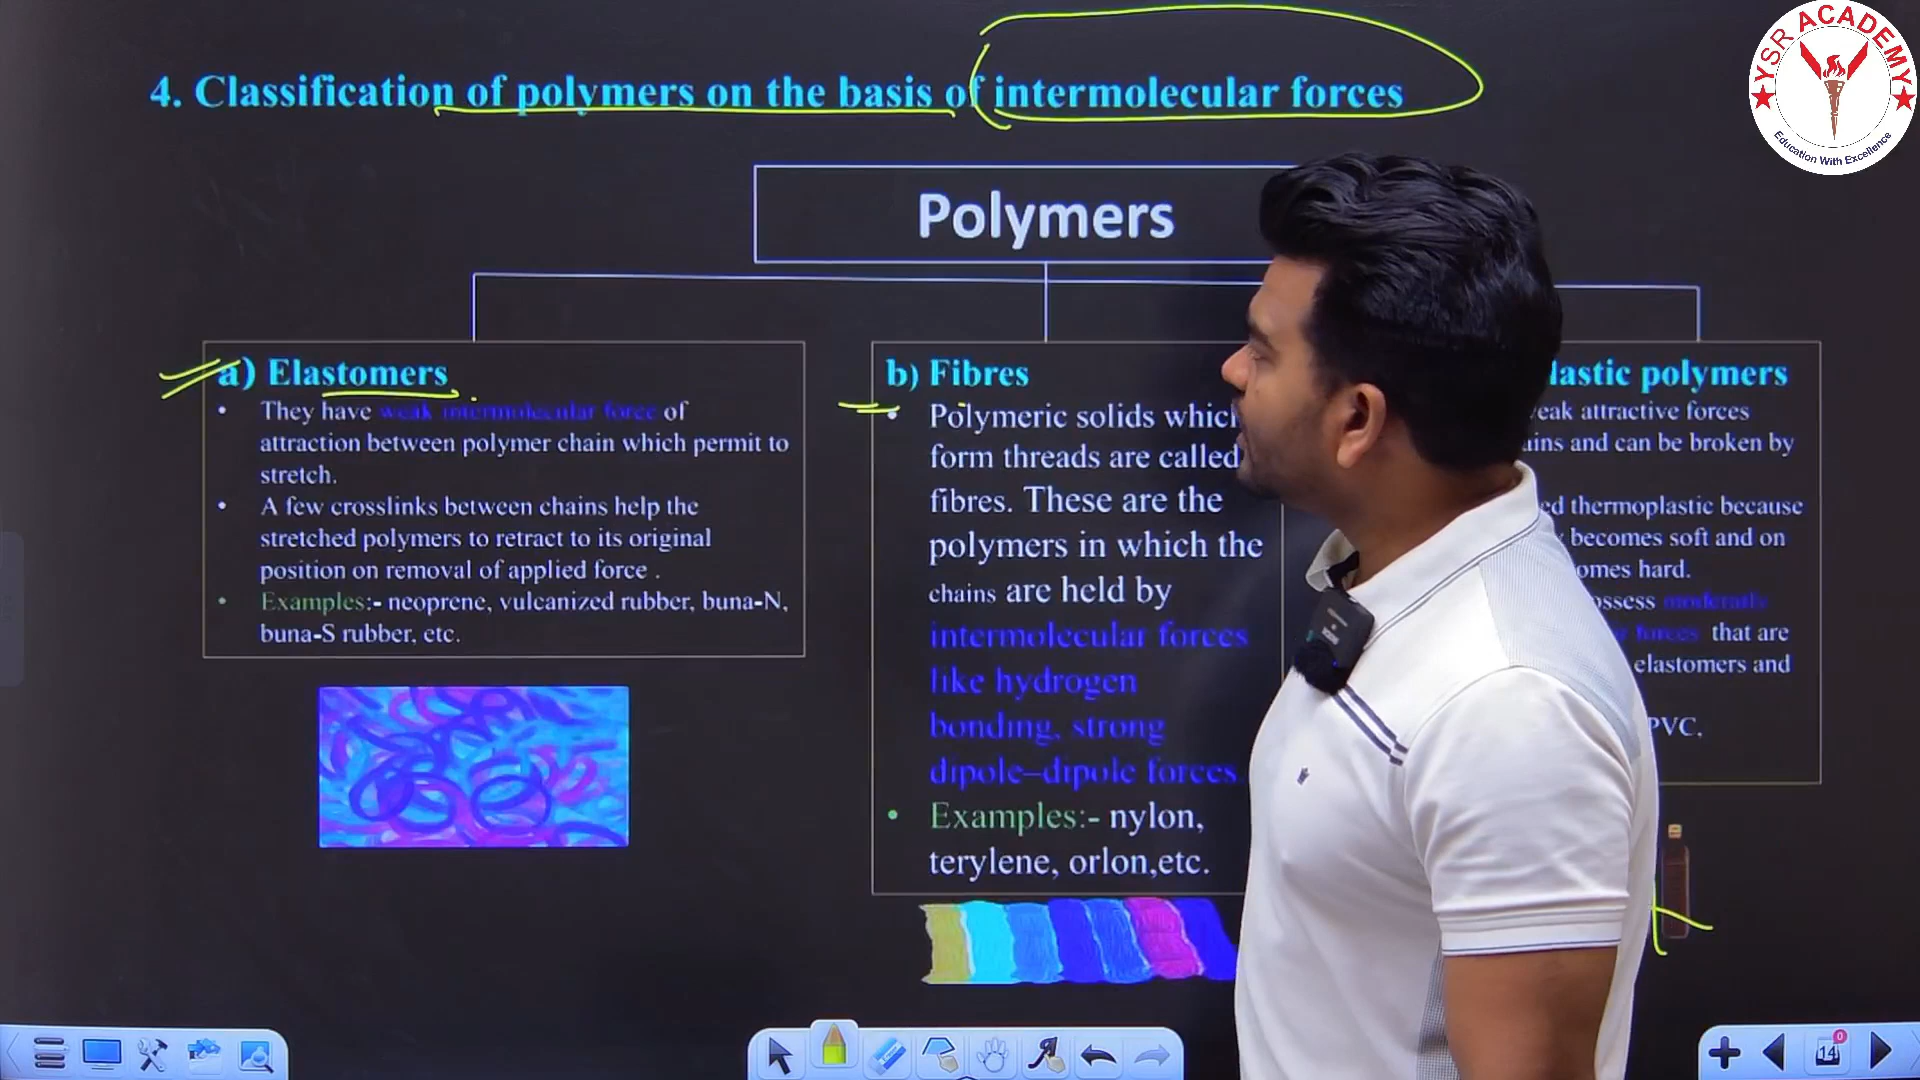 YSR ACADEMY
Education With Excellence
4. Classification of polymers on the basis of intermolecular forces
Polymers
a) Elastomers
• They have weak intermolecular force of
attraction between polymer chain which permit to
stretch.
• A few crosslinks between chains help the
stretched polymers to retract to its original
position on removal of applied force .
• Examples:- neoprene, vulcanized rubber, buna-N,
buna-S rubber, etc.
b) Fibres
• Polymeric solids which
form threads are called
fibres. These are the
polymers in which the
chains are held by
intermolecular forces
like hydrogen
bonding, strong
dipole–dipole forces.
• Examples:- nylon,
terylene, orlon,etc.
polymers
attractive forces
and can be broken by
thermoplastic because
becomes soft and on
hard.
moderately
forces that are
elastomers and
PVC,
14
0